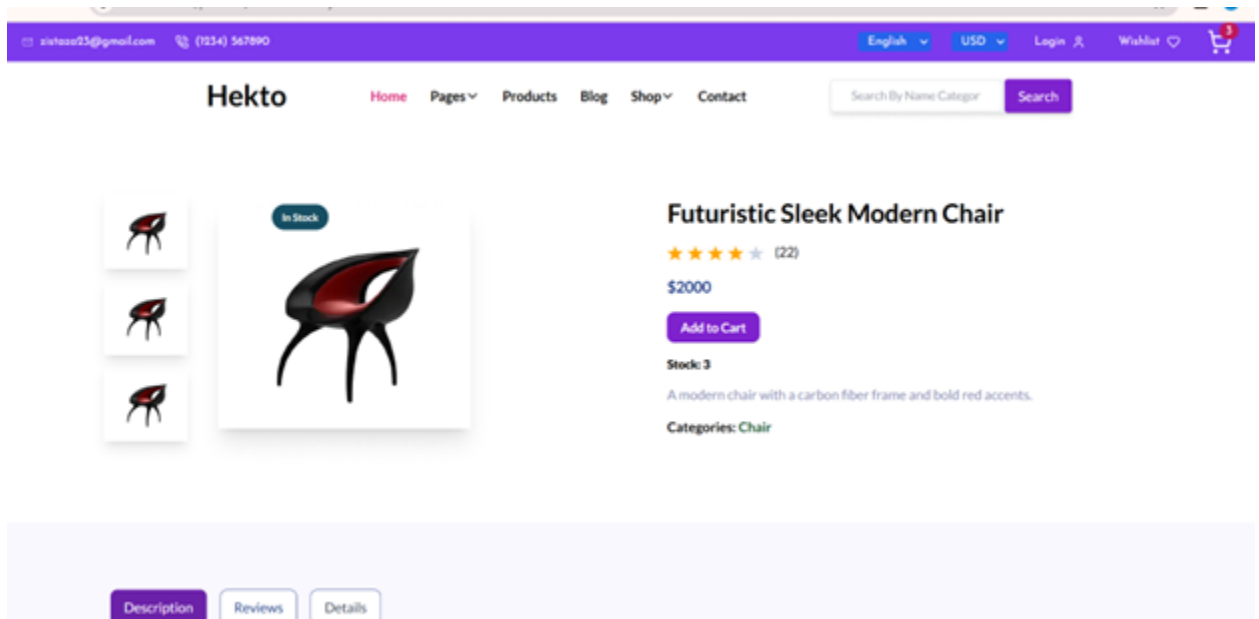 zistaza23@gmail.com (1234) 567890 English USD Login Wishlist 3
Hekto Home Pages Products Blog Shop Contact Search By Name Categor Search
In Stock
Futuristic Sleek Modern Chair
(22)
$2000
Add to Cart
Stock: 3
A modern chair with a carbon fiber frame and bold red accents.
Categories: Chair
Description Reviews Details